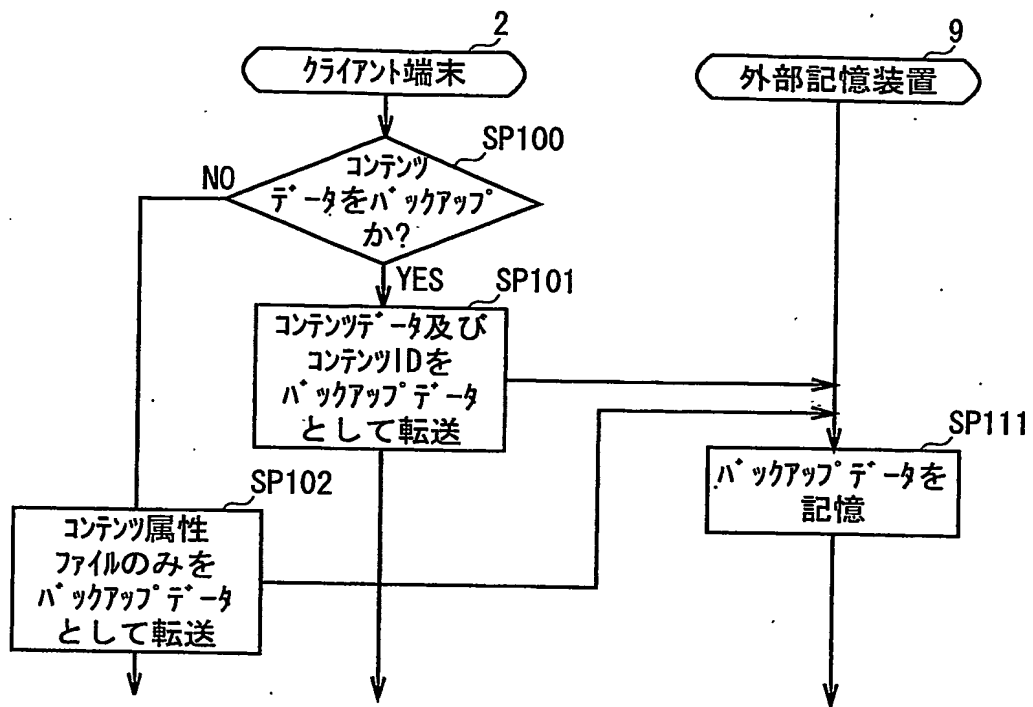 2
クライアント端末
9
外部記憶装置
SP100
コンテンツ
データをバックアップ
か?
NO
YES
SP101
コンテンツデータ及び
コンテンツIDを
バックアップデータ
として転送
SP111
バックアップデータを
記憶
SP102
コンテンツ属性
ファイルのみを
バックアップデータ
として転送